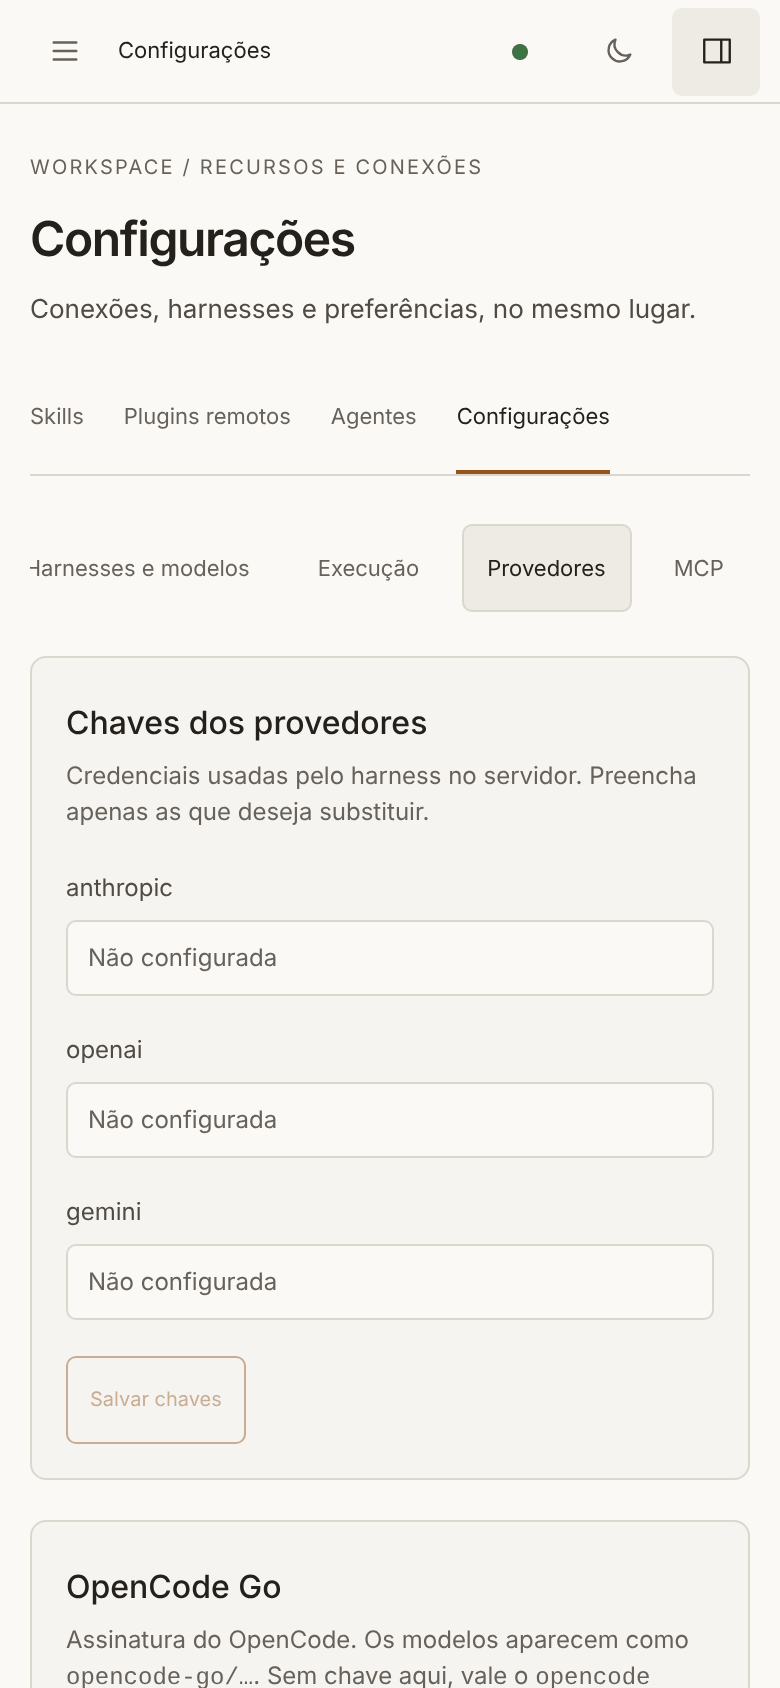 Configurações
WORKSPACE / RECURSOS E CONEXÕES
Configurações
Conexões, harnesses e preferências, no mesmo lugar.
Skills Plugins remotos Agentes Configurações
Harnesses e modelos Execução Provedores MCP
Chaves dos provedores
Credenciais usadas pelo harness no servidor. Preencha
apenas as que deseja substituir.
anthropic
Não configurada
openai
Não configurada
gemini
Não configurada
Salvar chaves
OpenCode Go
Assinatura do OpenCode. Os modelos aparecem como
opencode-go/…. Sem chave aqui, vale o opencode